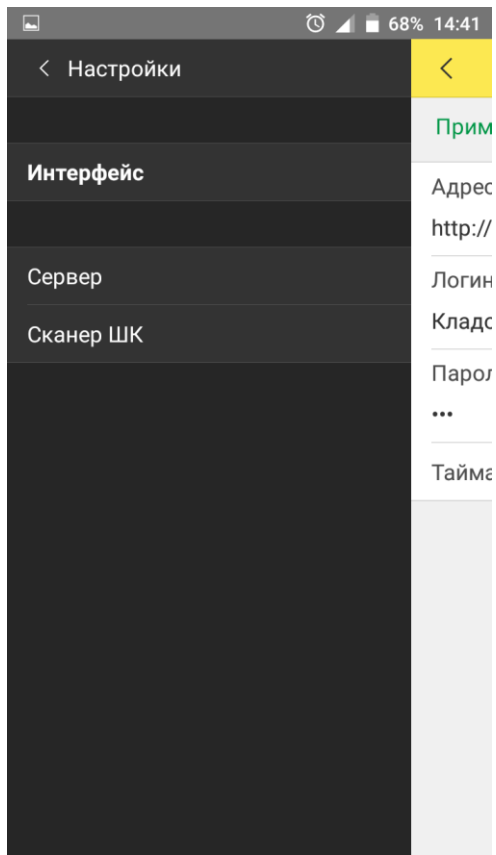 68% 14:41
Настройки
Интерфейс
Сервер
Сканер ШК
Прим
Адрес
http://
Логин
Кладо
Парол
•••
Тайма